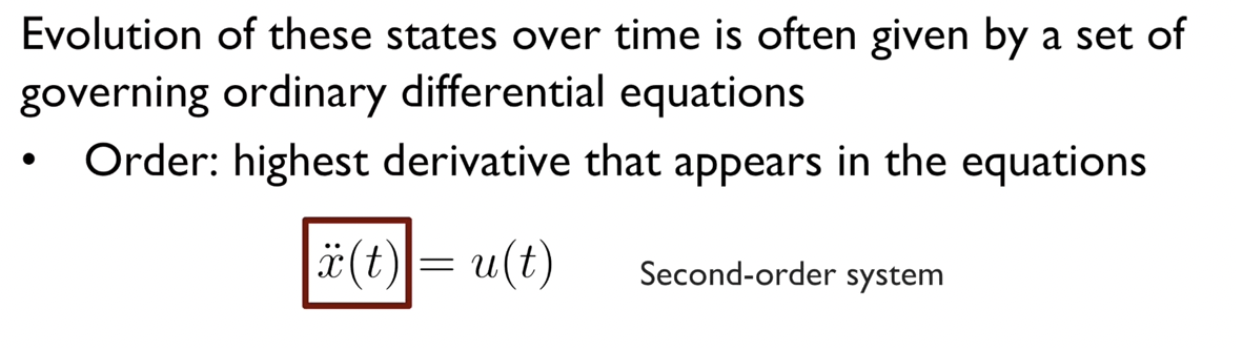 Evolution of these states over time is often given by a set of
governing ordinary differential equations
• Order: highest derivative that appears in the equations
ẍ(t) = u(t) Second-order system